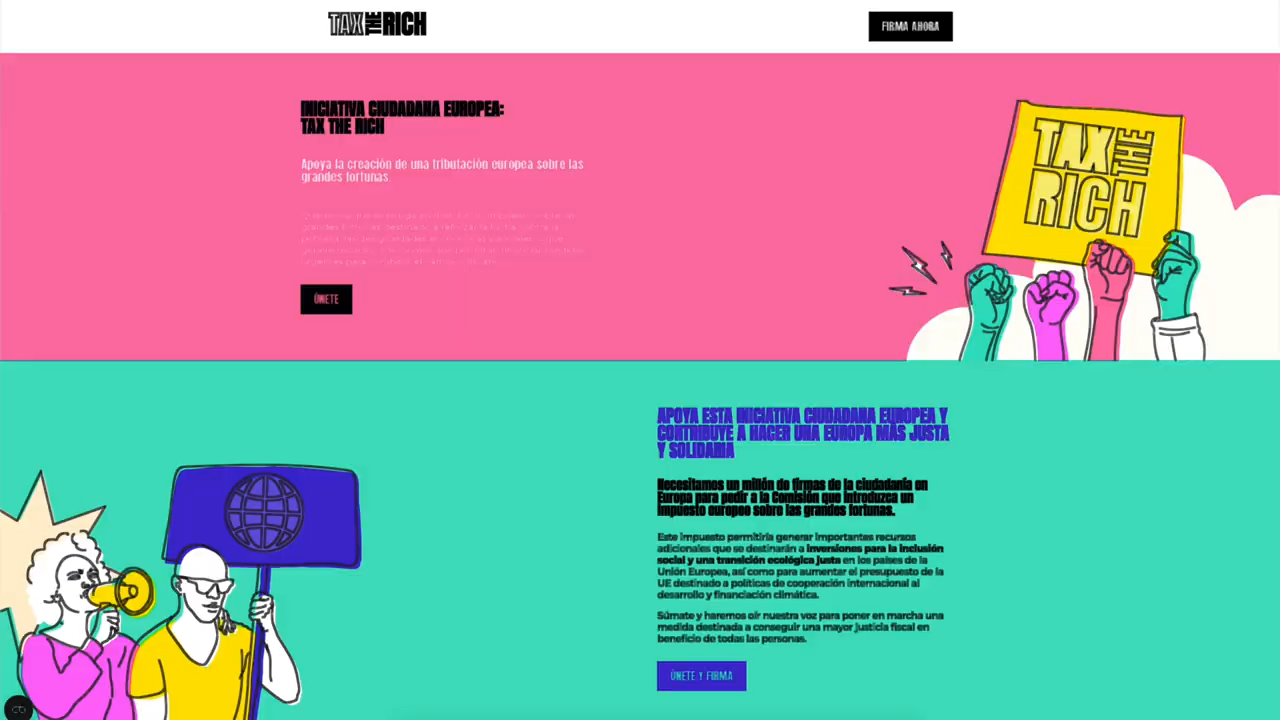 TAX THE RICH
FIRMA AHORA
INICIATIVA CIUDADANA EUROPEA:
TAX THE RICH
Apoya la creación de una tributación europea sobre las
grandes fortunas.
ÚNETE
TAX THE
RICH
APOYA ESTA INICIATIVA CIUDADANA EUROPEA Y
CONTRIBUYE A HACER UNA EUROPA MÁS JUSTA
Y SOLIDARIA
Necesitamos un millón de firmas de la ciudadanía en
Europa para pedir a la Comisión que introduzca un
impuesto europeo sobre las grandes fortunas.
Este impuesto permitiría generar importantes recursos
adicionales que se destinarán a inversiones para la inclusión
social y una transición ecológica justa en los países de la
Unión Europea, así como para aumentar el presupuesto de la
UE destinado a políticas de cooperación internacional al
desarrollo y financiación climática.
Súmate y haremos oír nuestra voz para poner en marcha una
medida destinada a conseguir una mayor justicia fiscal en
beneficio de todas las personas.
ÚNETE Y FIRMA